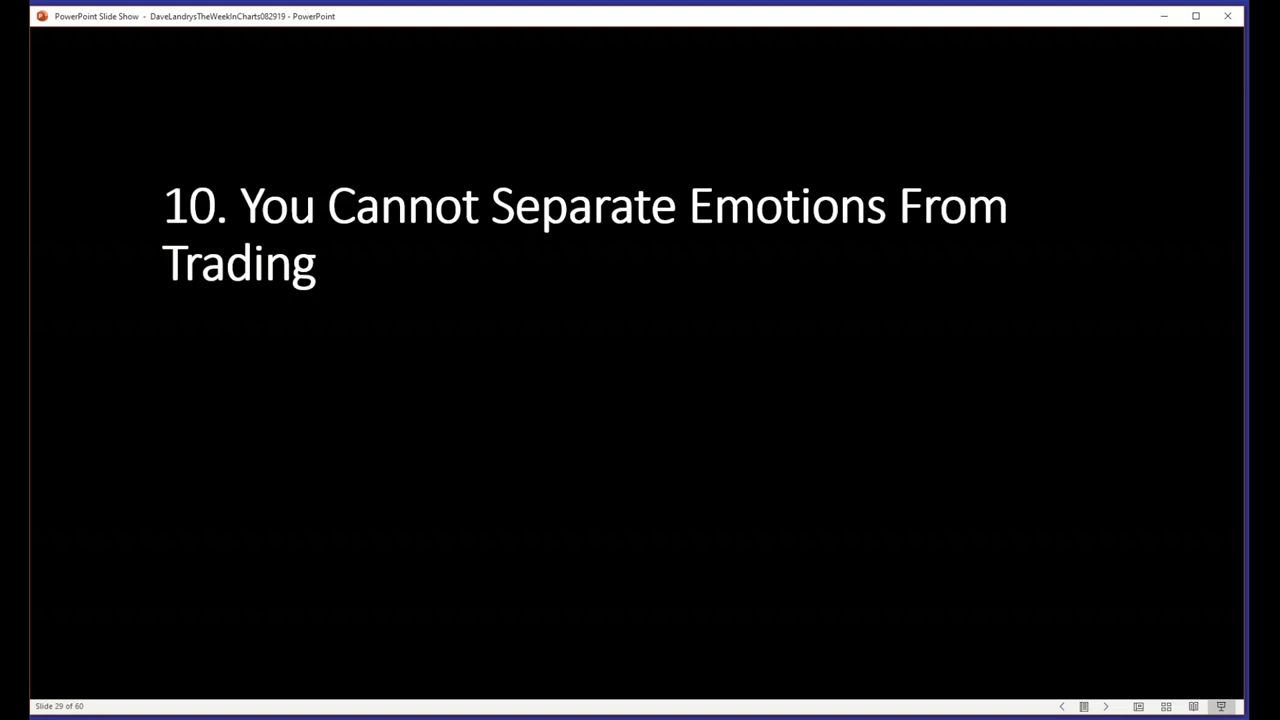 PowerPoint Slide Show - DaveLandrysTheWeekInCharts082919 - PowerPoint
10. You Cannot Separate Emotions From
Trading
Slide 29 of 60